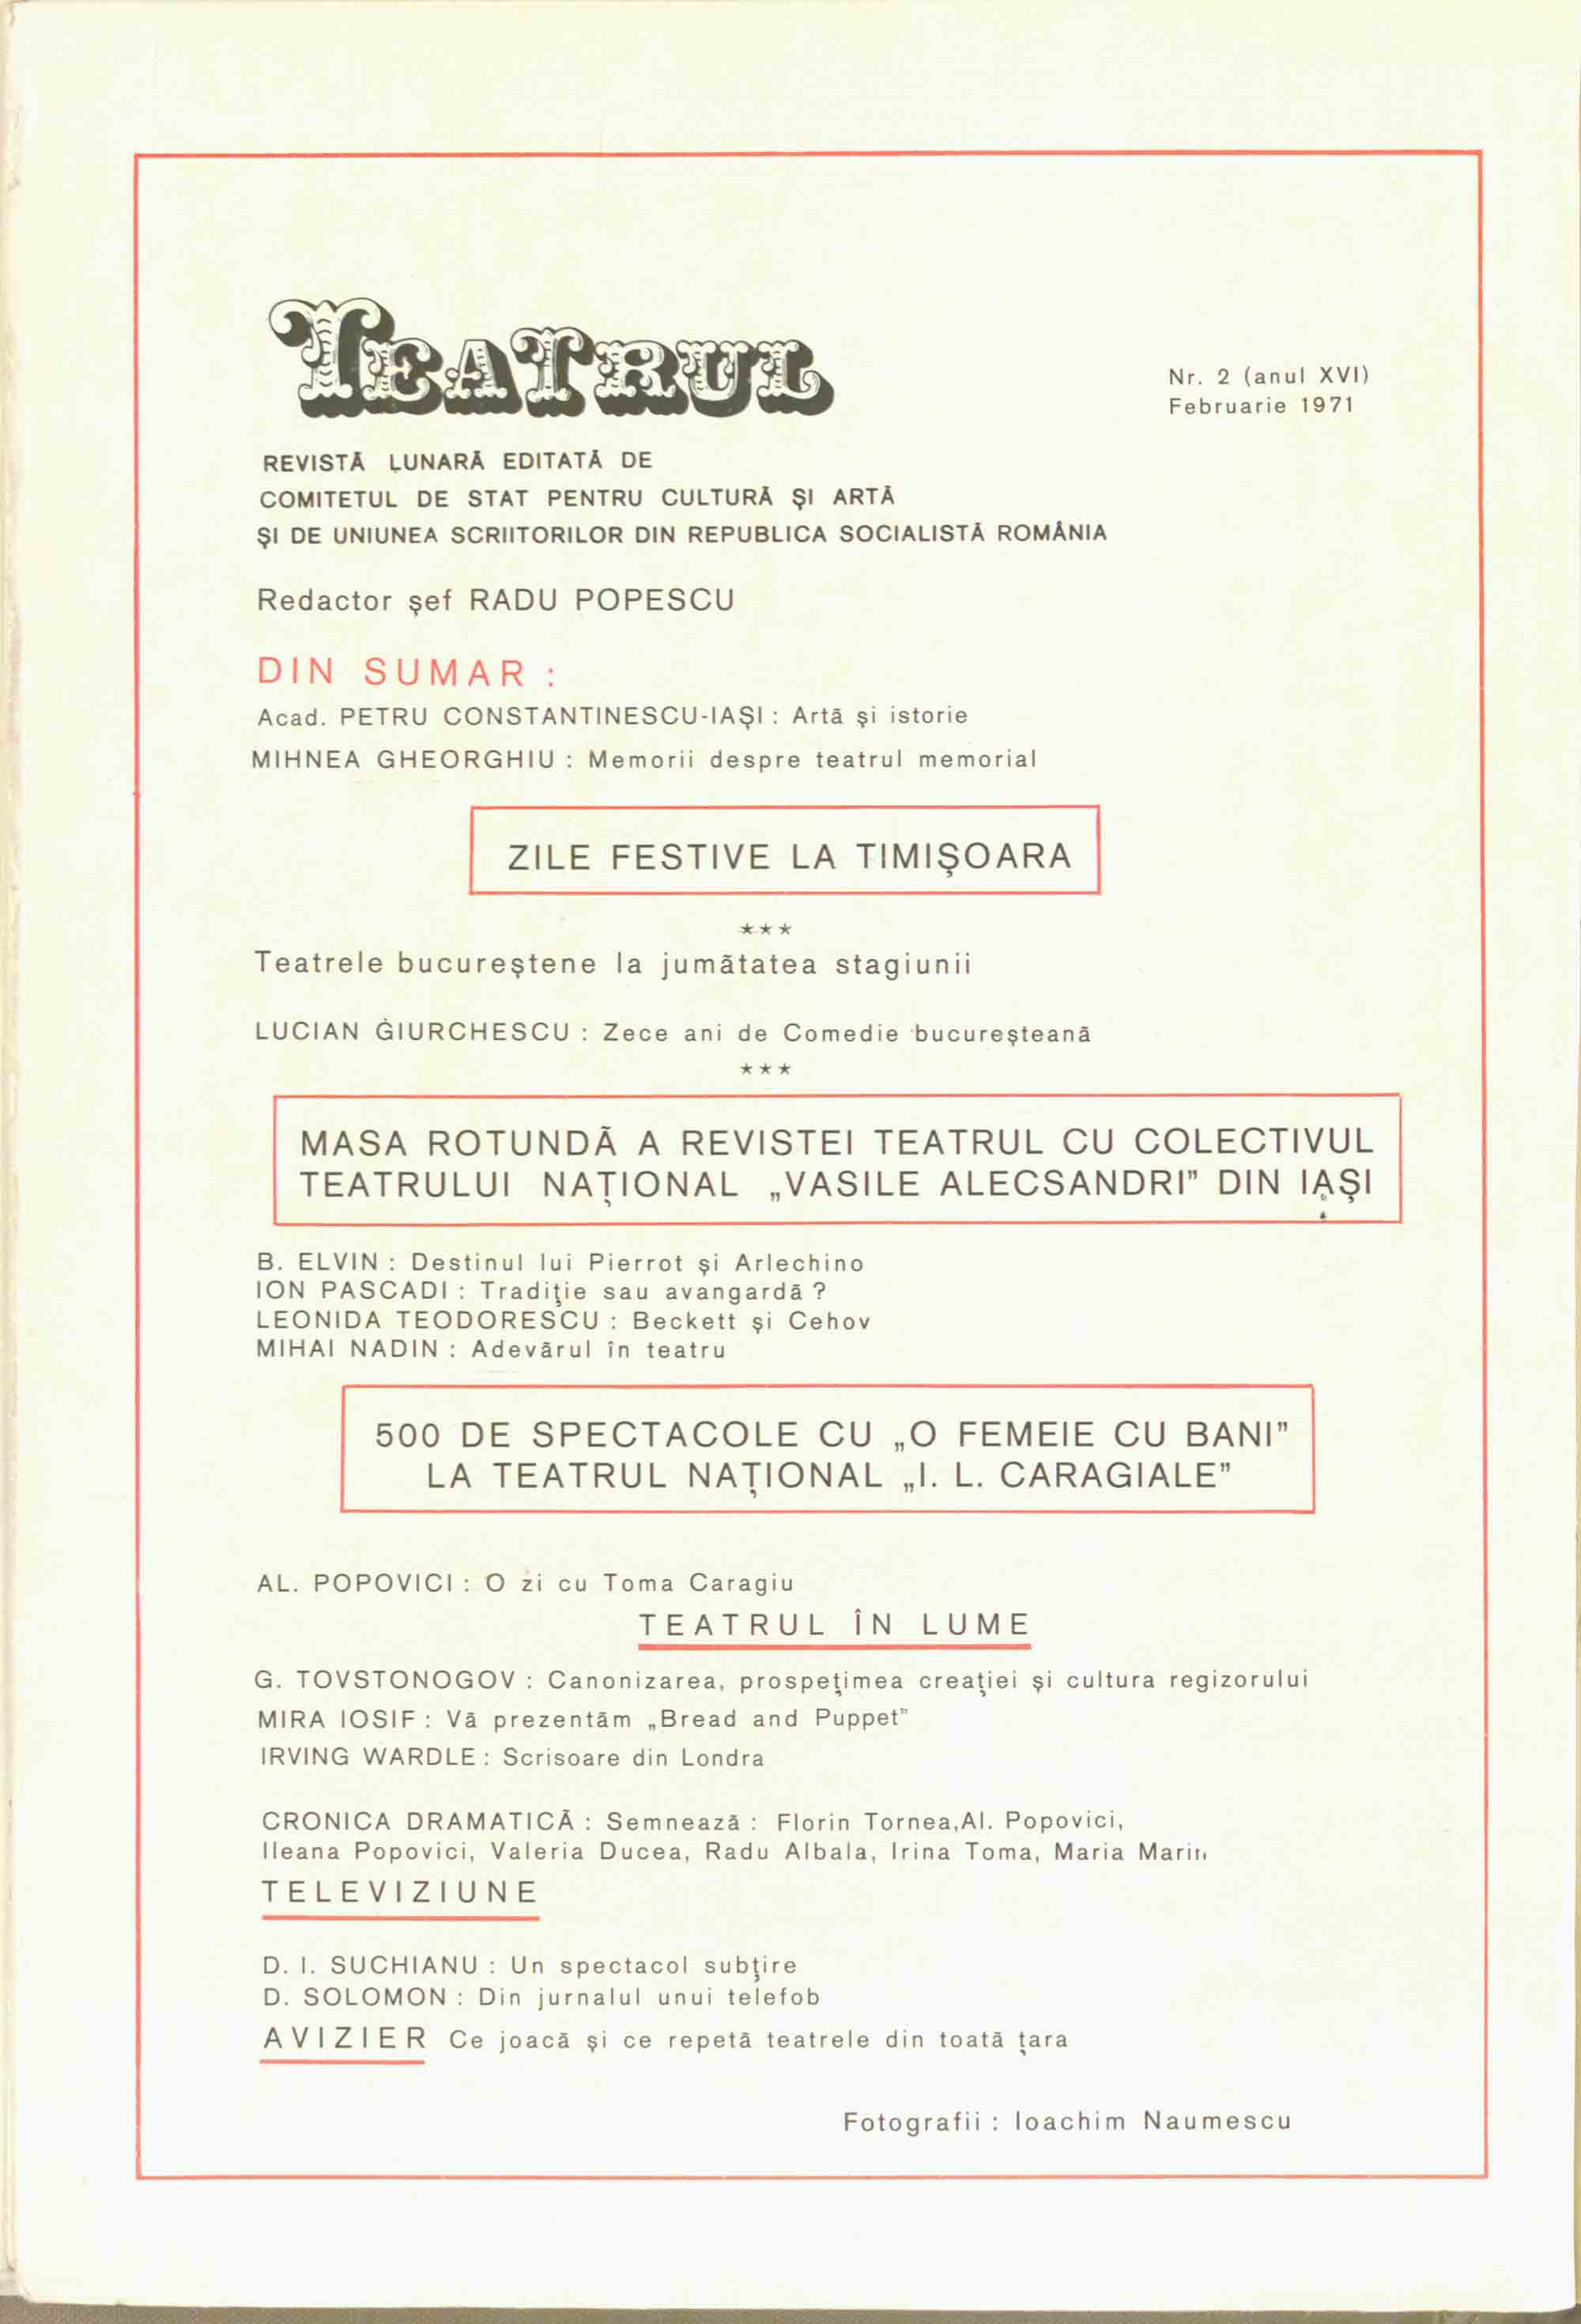 TEATRUL
Nr. 2 (anul XVI)
Februarie 1971
REVISTĂ LUNARĂ EDITATĂ DE
COMITETUL DE STAT PENTRU CULTURĂ ŞI ARTĂ
ŞI DE UNIUNEA SCRIITORILOR DIN REPUBLICA SOCIALISTĂ ROMÂNIA
Redactor şef RADU POPESCU
DIN SUMAR :
Acad. PETRU CONSTANTINESCU-IAŞI : Artă şi istorie
MIHNEA GHEORGHIU : Memorii despre teatrul memorial
ZILE FESTIVE LA TIMIŞOARA
***
Teatrele bucureştene la jumătatea stagiunii
LUCIAN GIURCHESCU : Zece ani de Comedie bucureşteană
***
MASA ROTUNDĂ A REVISTEI TEATRUL CU COLECTIVUL
TEATRULUI NAŢIONAL „VASILE ALECSANDRI” DIN IAŞI
B. ELVIN : Destinul lui Pierrot şi Arlechino
ION PASCADI : Tradiţie sau avangardă ?
LEONIDA TEODORESCU : Beckett şi Cehov
MIHAI NADIN : Adevărul în teatru
500 DE SPECTACOLE CU „O FEMEIE CU BANI”
LA TEATRUL NAŢIONAL „I. L. CARAGIALE”
AL. POPOVICI : O zi cu Toma Caragiu
TEATRUL ÎN LUME
G. TOVSTONOGOV : Canonizarea, prospeţimea creaţiei şi cultura regizorului
MIRA IOSIF : Vă prezentăm „Bread and Puppet”
IRVING WARDLE : Scrisoare din Londra
CRONICA DRAMATICĂ : Semnează : Florin Tornea,Al. Popovici,
Ileana Popovici, Valeria Ducea, Radu Albala, Irina Toma, Maria Marin
TELEVIZIUNE
D. I. SUCHIANU : Un spectacol subţire
D. SOLOMON : Din jurnalul unui telefob
AVIZIER Ce joacă şi ce repetă teatrele din toată ţara
Fotografii : Ioachim Naumescu